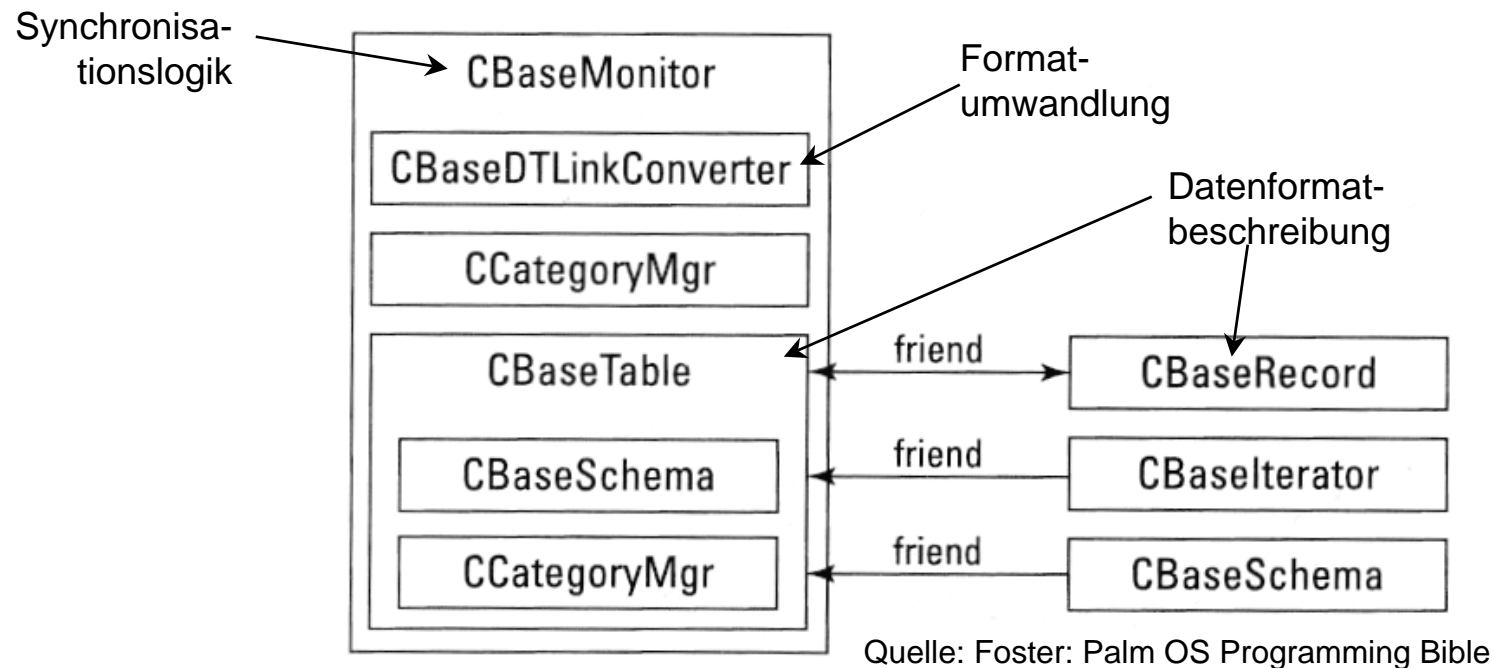 Synchronisa-
tionslogik
CBaseMonitor
Format-
umwandlung
CBaseDTLinkConverter
Datenformat-
beschreibung
CCategoryMgr
CBaseTable
friend
CBaseRecord
CBaseSchema
friend
CBaseIterator
CCategoryMgr
friend
CBaseSchema
Quelle: Foster: Palm OS Programming Bible